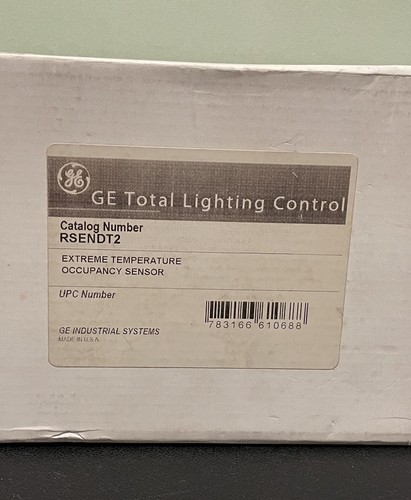 GE
GE Total Lighting Control
Catalog Number
RSENDT2
EXTREME TEMPERATURE
OCCUPANCY SENSOR
UPC Number
783166 610688
GE INDUSTRIAL SYSTEMS
MADE IN U.S.A.